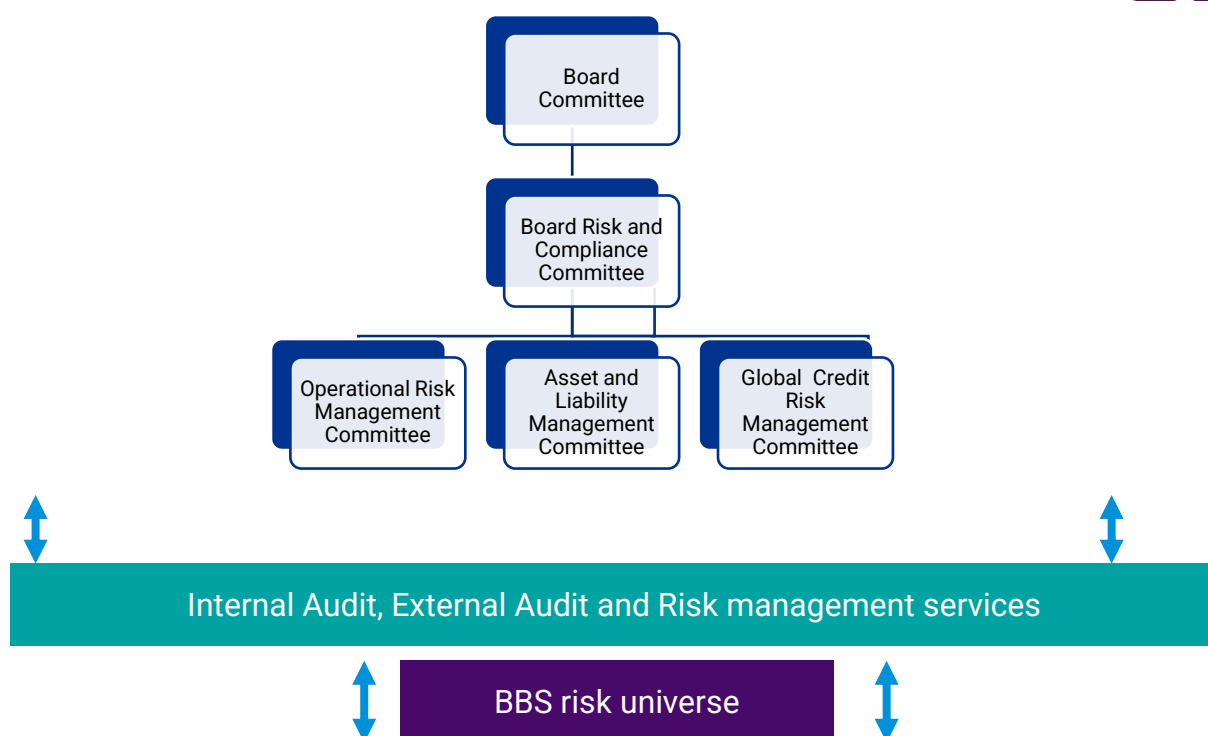 Board
Committee
Board Risk and
Compliance
Committee
Operational Risk
Management
Committee
Asset and
Liability
Management
Committee
Global Credit
Risk
Management
Committee
Internal Audit, External Audit and Risk management services
BBS risk universe